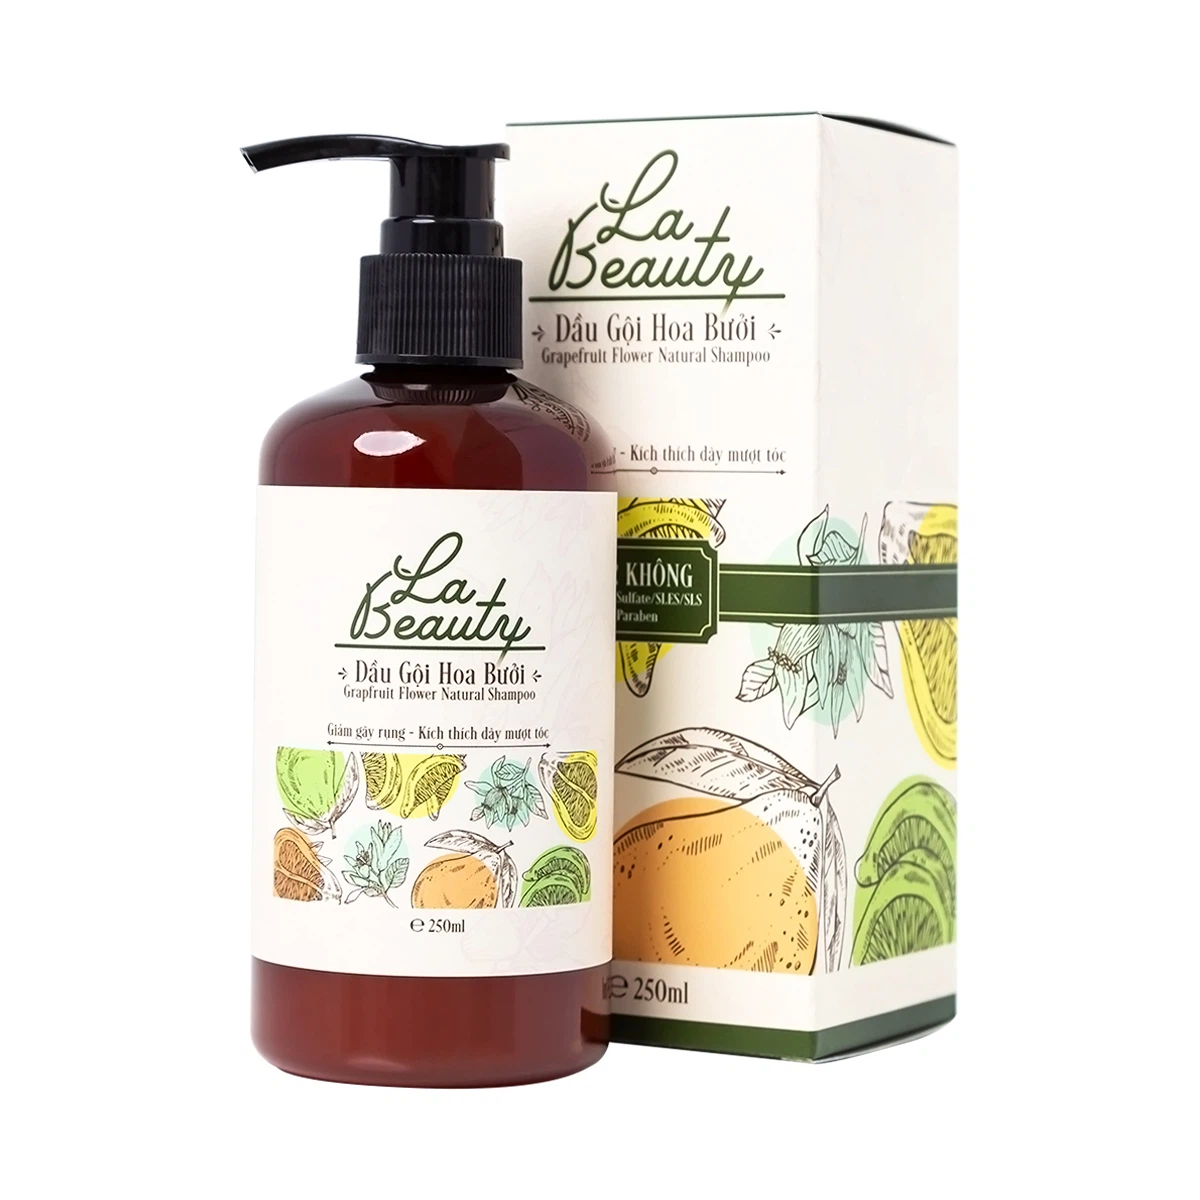 La
Beauty
Dầu Gội Hoa Bưởi
Grapefruit Flower Natural Shampoo
- Kích thích dày mượt tóc
KHÔNG
Sulfate/SLES/SLS
Paraben
℮ 250ml
La
Beauty
Dầu Gội Hoa Bưởi
Grapfruit Flower Natural Shampoo
Giảm gãy rụng - Kích thích dày mượt tóc
℮ 250ml